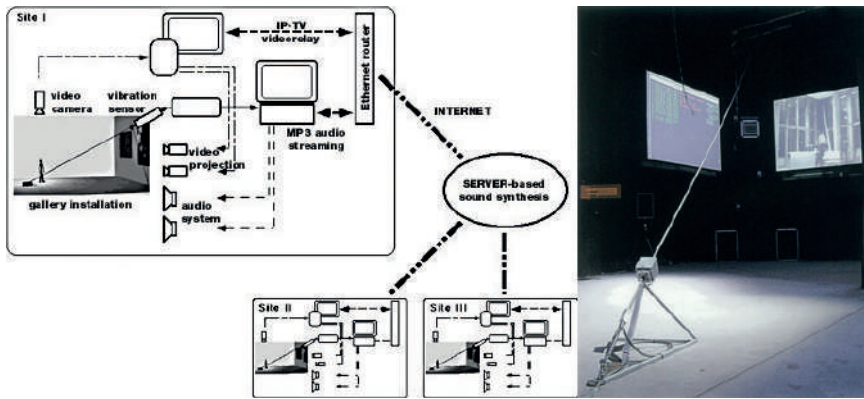 Site I
IP-TV
videorelay
Ethernet router
video
camera
vibration
sensor
MP3 audio
streaming
INTERNET
video
projection
gallery installation
audio
system
SERVER-based
sound synthesis
Site II
Site III